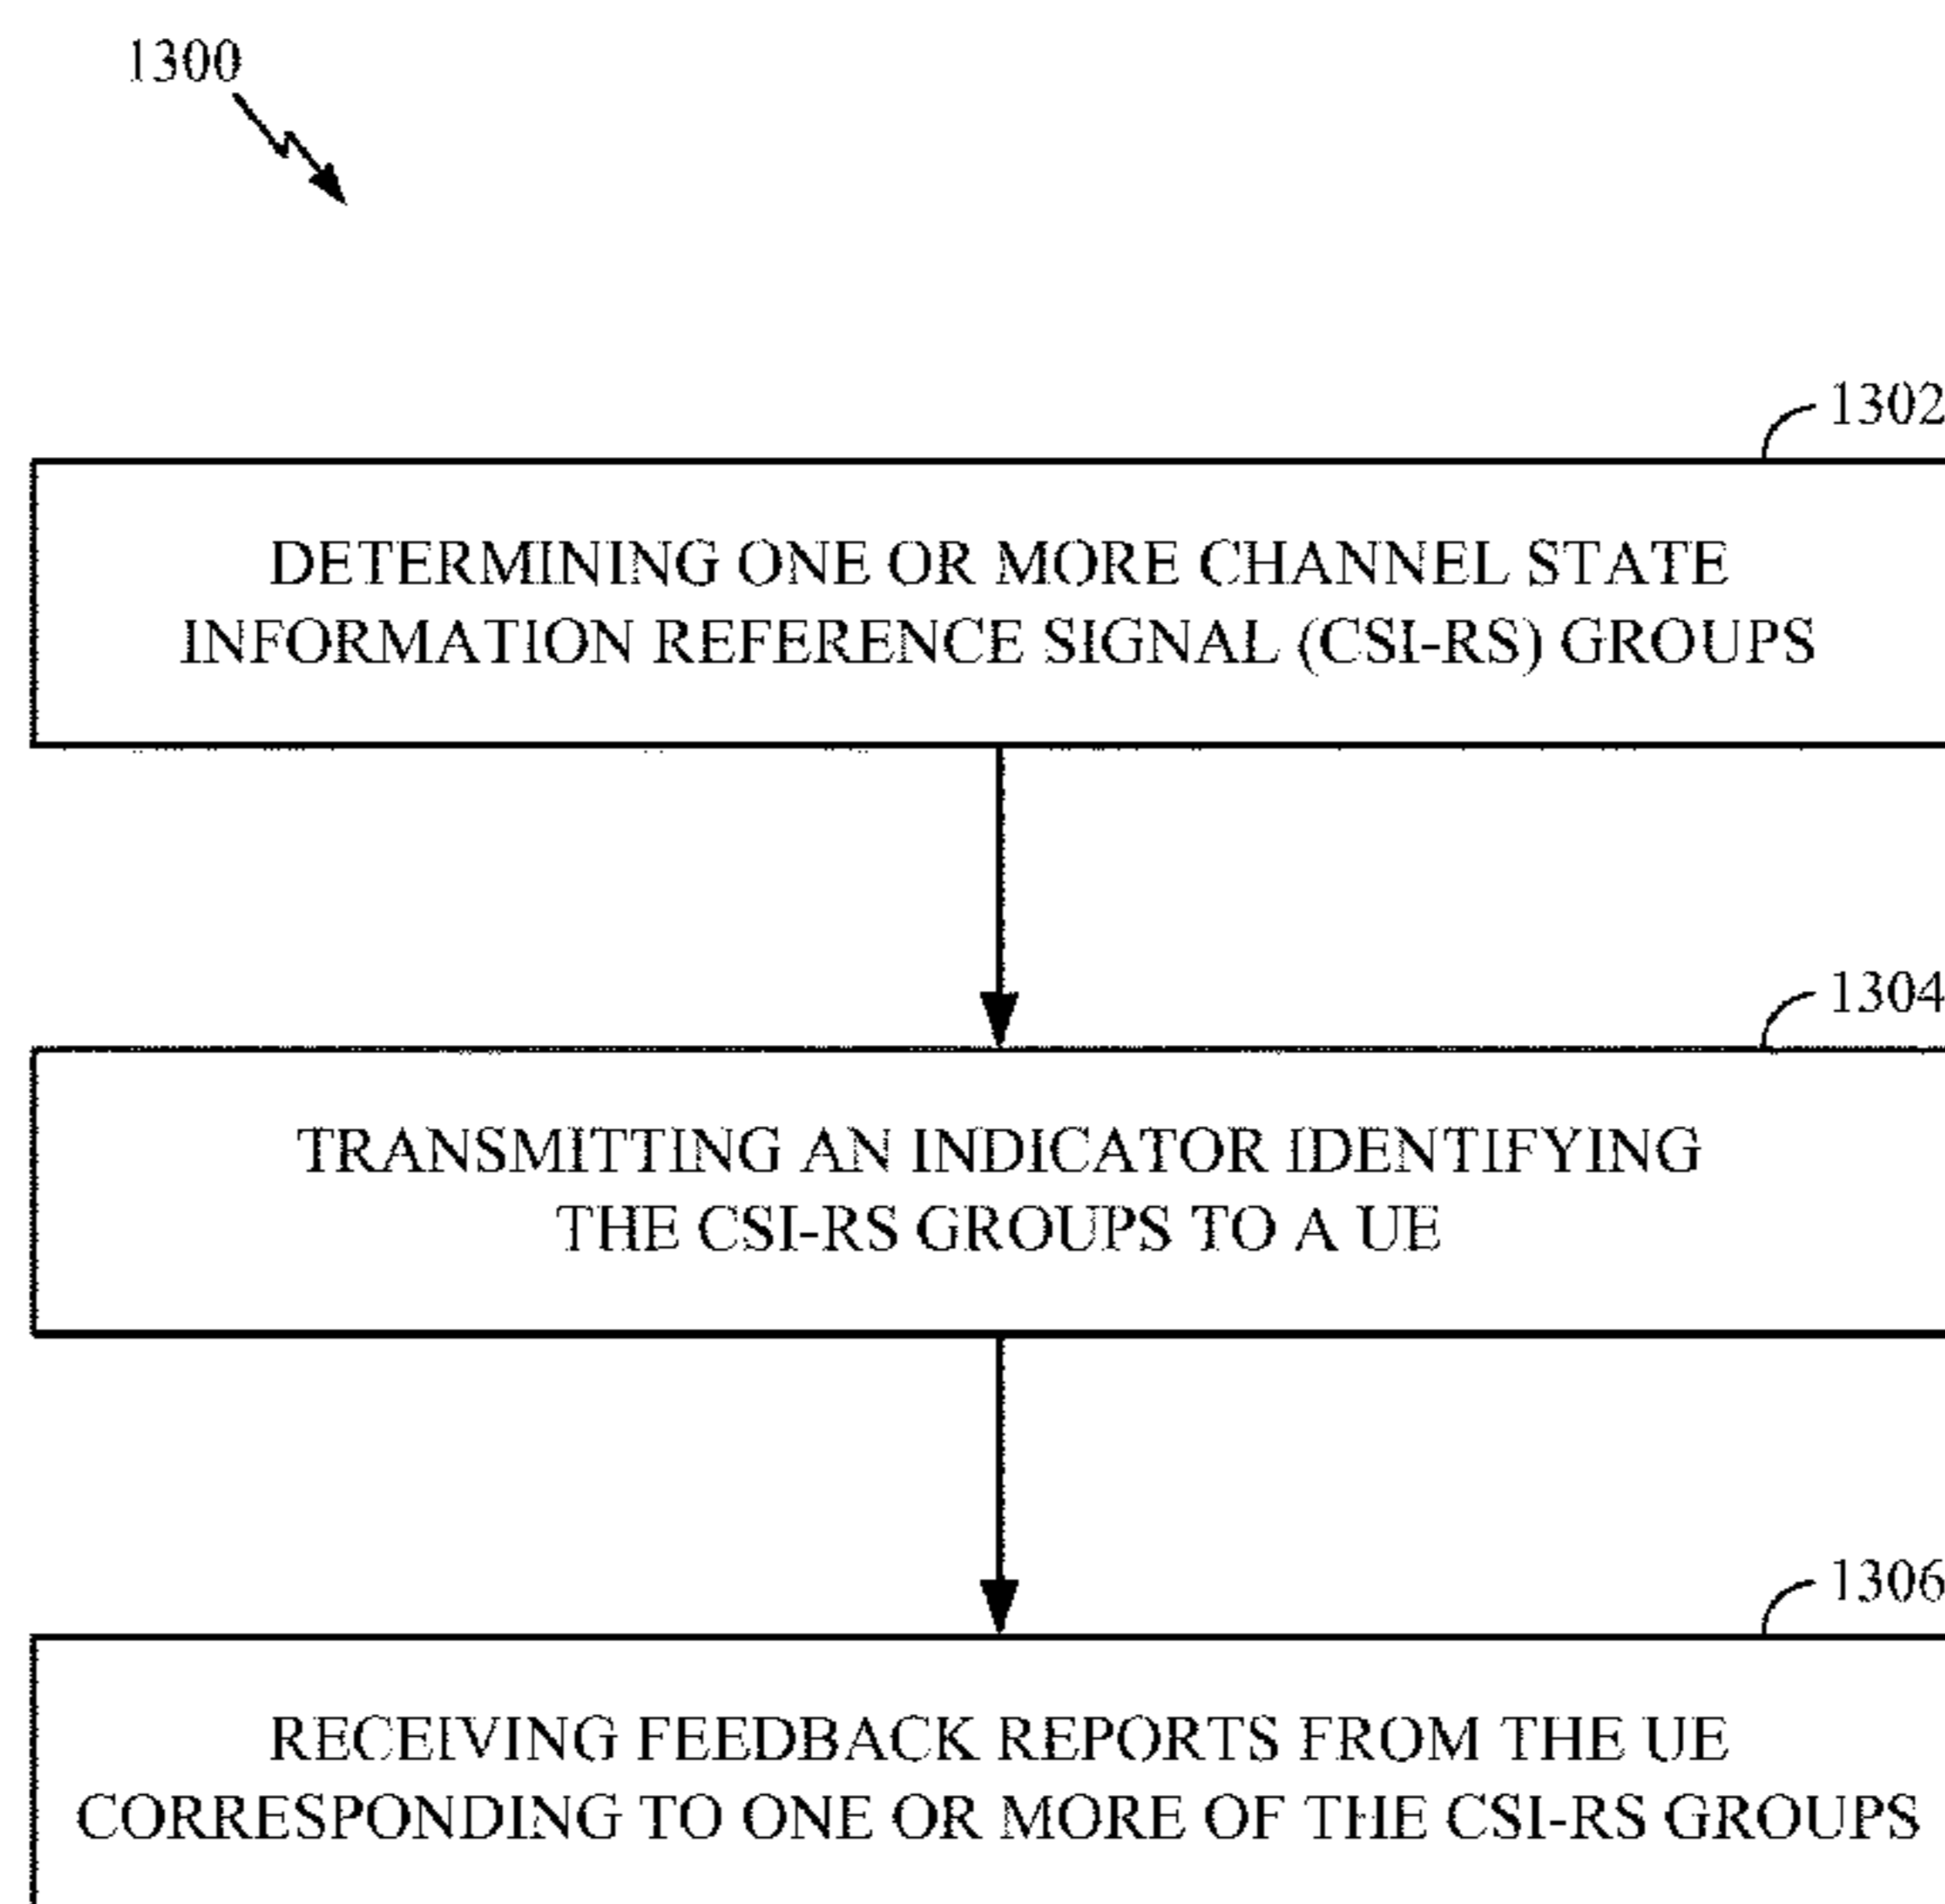 1300
1302
DETERMINING ONE OR MORE CHANNEL STATE
INFORMATION REFERENCE SIGNAL (CSI-RS) GROUPS
1304
TRANSMITTING AN INDICATOR IDENTIFYING
THE CSI-RS GROUPS TO A UE
1306
RECEIVING FEEDBACK REPORTS FROM THE UE
CORRESPONDING TO ONE OR MORE OF THE CSI-RS GROUPS